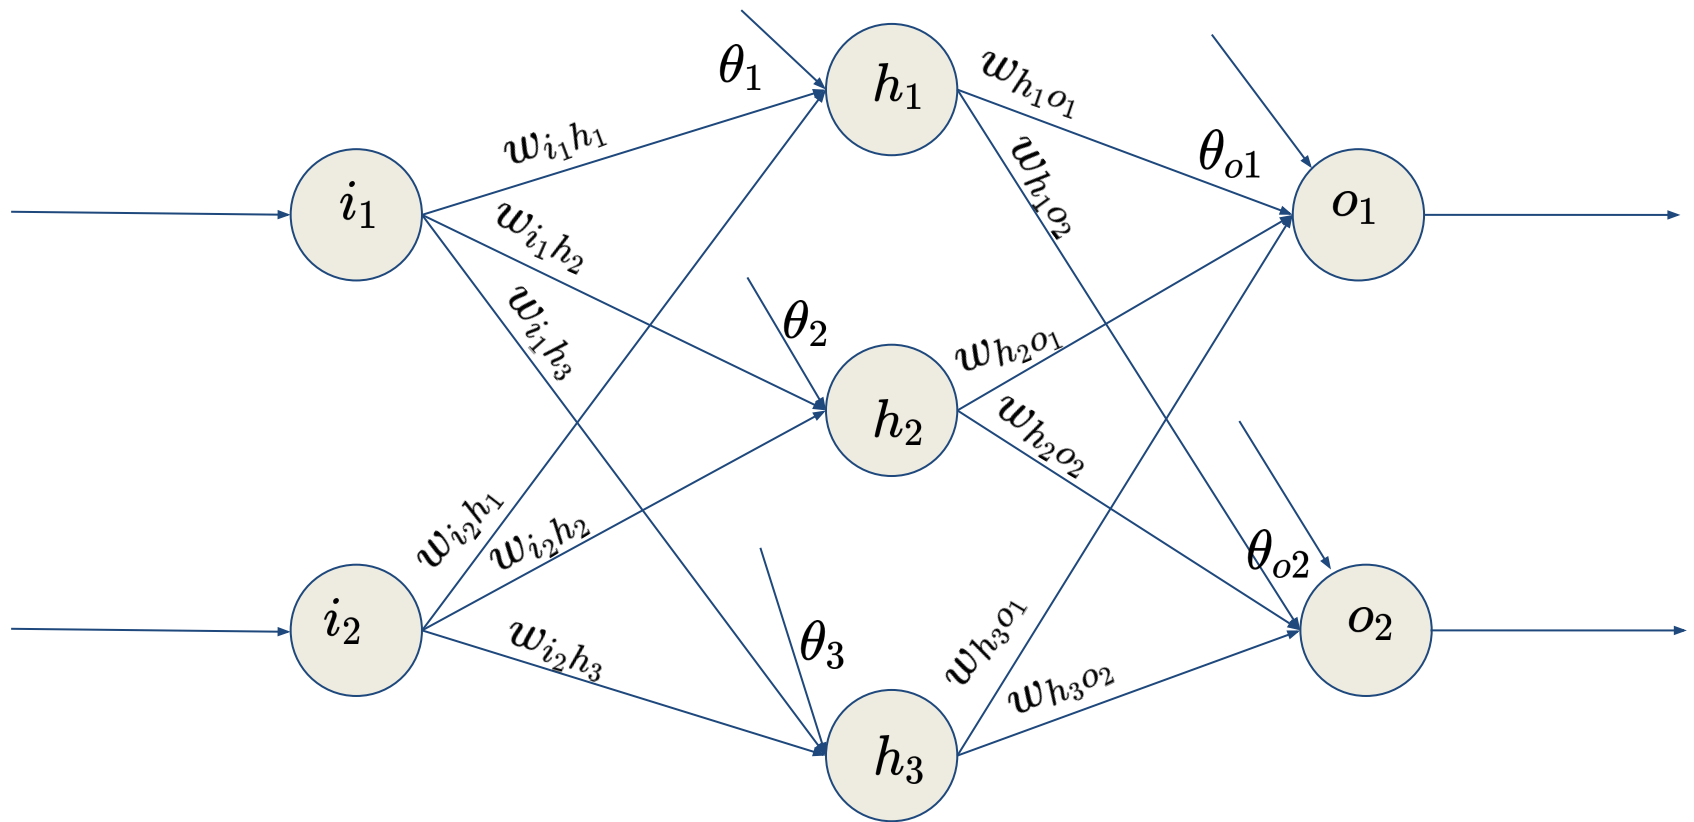 θ₁
h₁
w_{h₁o₁}
w_{i₁h₁}
θ_{o1}
w_{h₁o₂}
i₁
o₁
w_{i₁h₂}
w_{i₁h₃}
θ₂
w_{h₂o₁}
h₂
w_{h₂o₂}
w_{i₂h₁}
w_{i₂h₂}
θ_{o2}
i₂
o₂
w_{i₂h₃}
θ₃
w_{h₃o₁}
w_{h₃o₂}
h₃